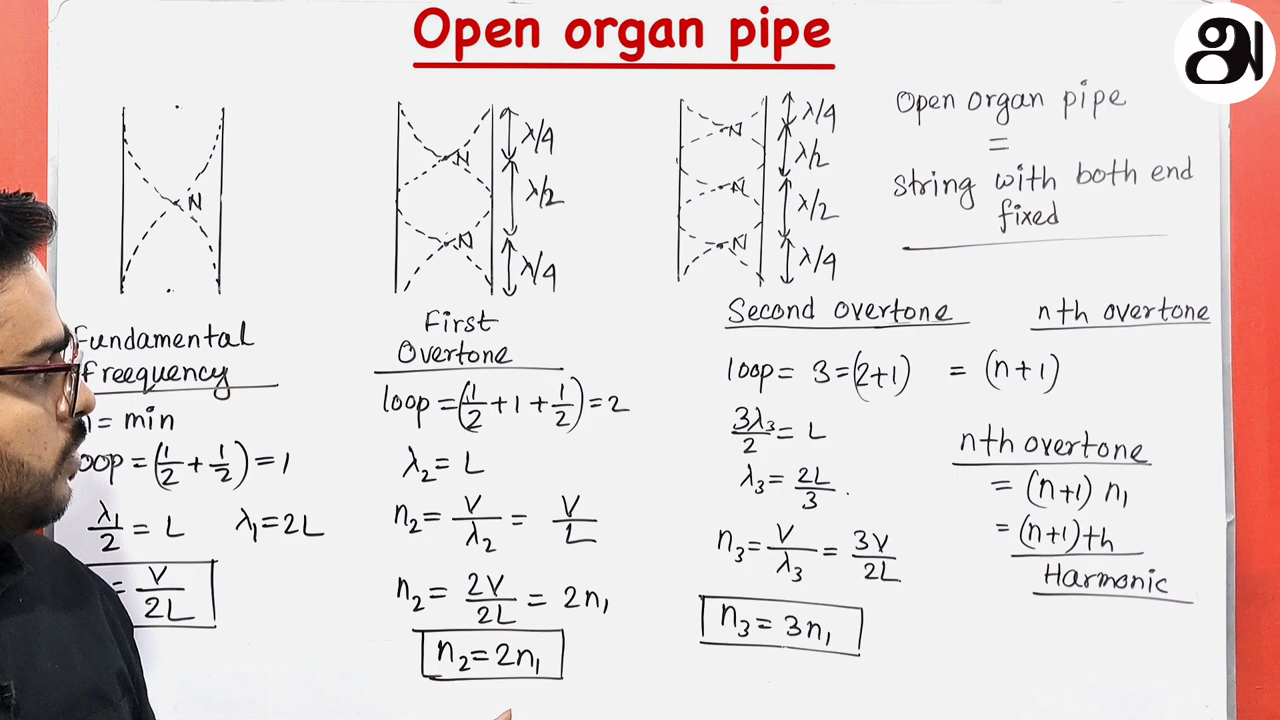 Open organ pipe
N
Fundamental
freequency
= min
loop = (1/2 + 1/2) = 1
λ₁/2 = L λ₁ = 2L
= V/2L
N
N
λ/4
λ/2
λ/4
First
Overtone
loop = (1/2 + 1 + 1/2) = 2
λ₂ = L
n₂ = V/λ₂ = V/L
n₂ = 2V/2L = 2n₁
n₂ = 2n₁
N
N
N
λ/4
λ/2
λ/2
λ/4
Second overtone
loop = 3 = (2+1) = (n+1)
3λ₃/2 = L
λ₃ = 2L/3.
n₃ = V/λ₃ = 3V/2L
n₃ = 3n₁
Open organ pipe
=
string with both end
fixed
nth overtone
nth overtone
= (n+1) n₁
= (n+1)th
Harmonic